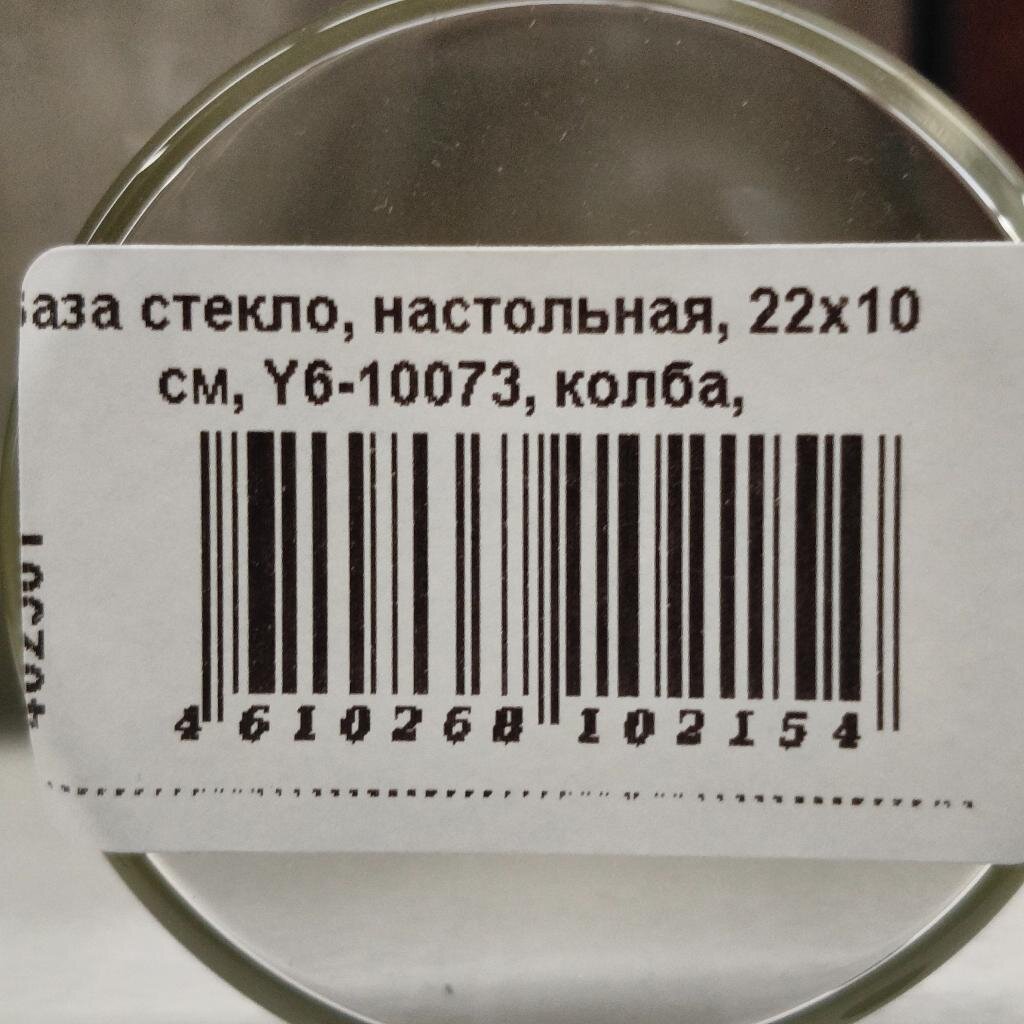 Ваза стекло, настольная, 22х10
см, Y6-10073, колба,
4 610268 102154